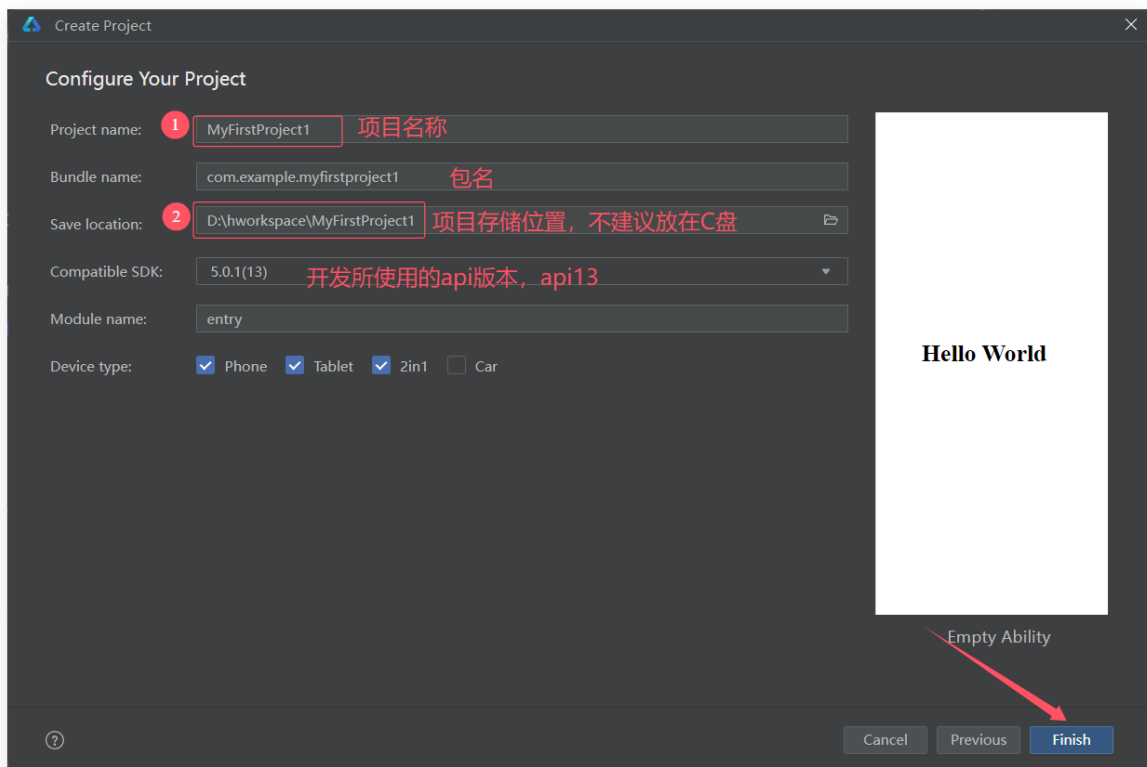 Create Project
Configure Your Project
Project name: 1 MyFirstProject1 项目名称
Bundle name: com.example.myfirstproject1 包名
Save location: 2 D:\hworkspace\MyFirstProject1 项目存储位置，不建议放在C盘
Compatible SDK: 5.0.1(13) 开发所使用的api版本，api13
Module name: entry
Device type: Phone Tablet 2in1 Car
Hello World
Empty Ability
? Cancel Previous Finish